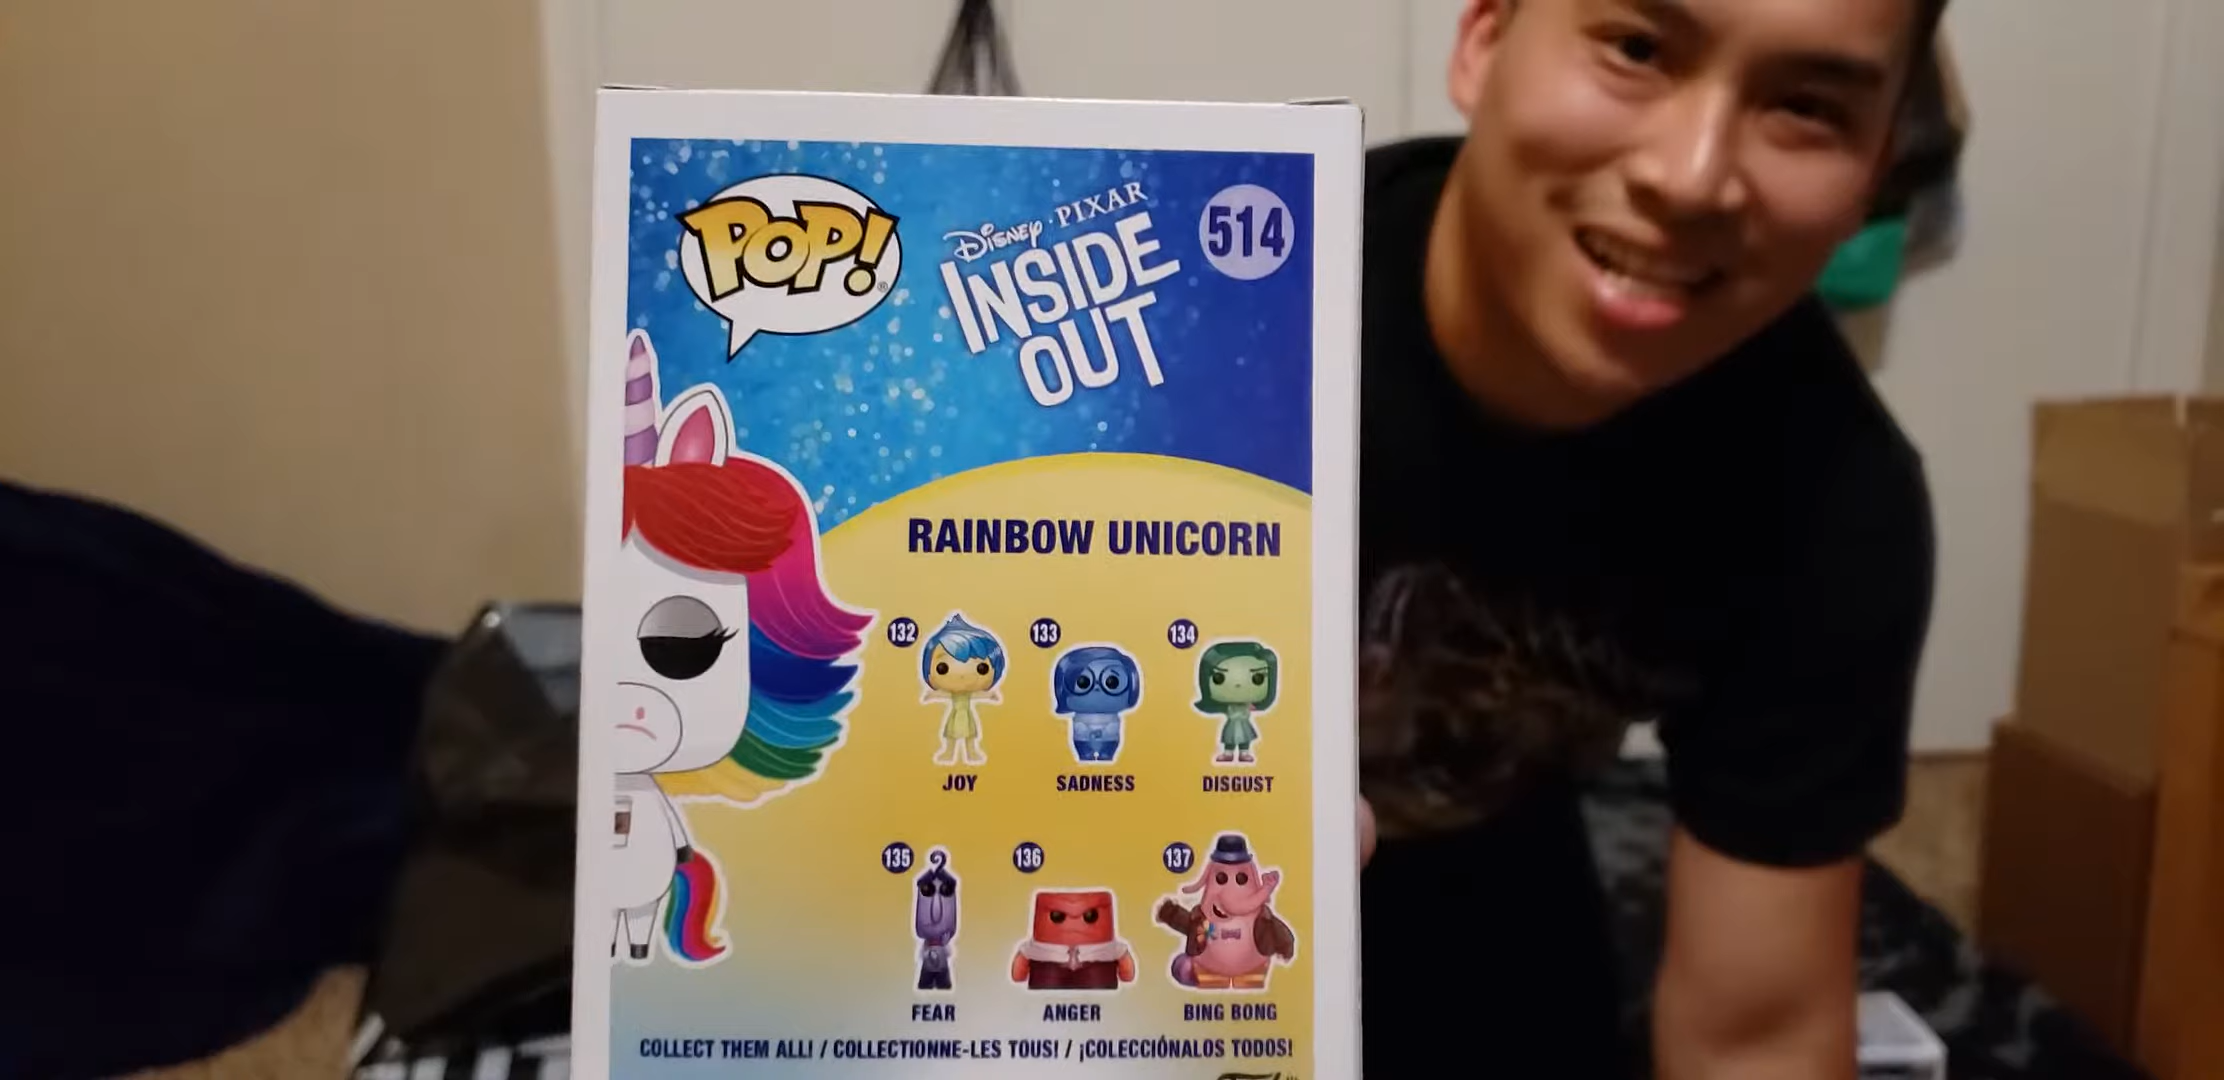 POP!
Disney · PIXAR
INSIDE
OUT
514
RAINBOW UNICORN
132 133 134
JOY SADNESS DISGUST
135 136 137
FEAR ANGER BING BONG
COLLECT THEM ALL! / COLLECTIONNE-LES TOUS! / ¡COLECCIÓNALOS TODOS!